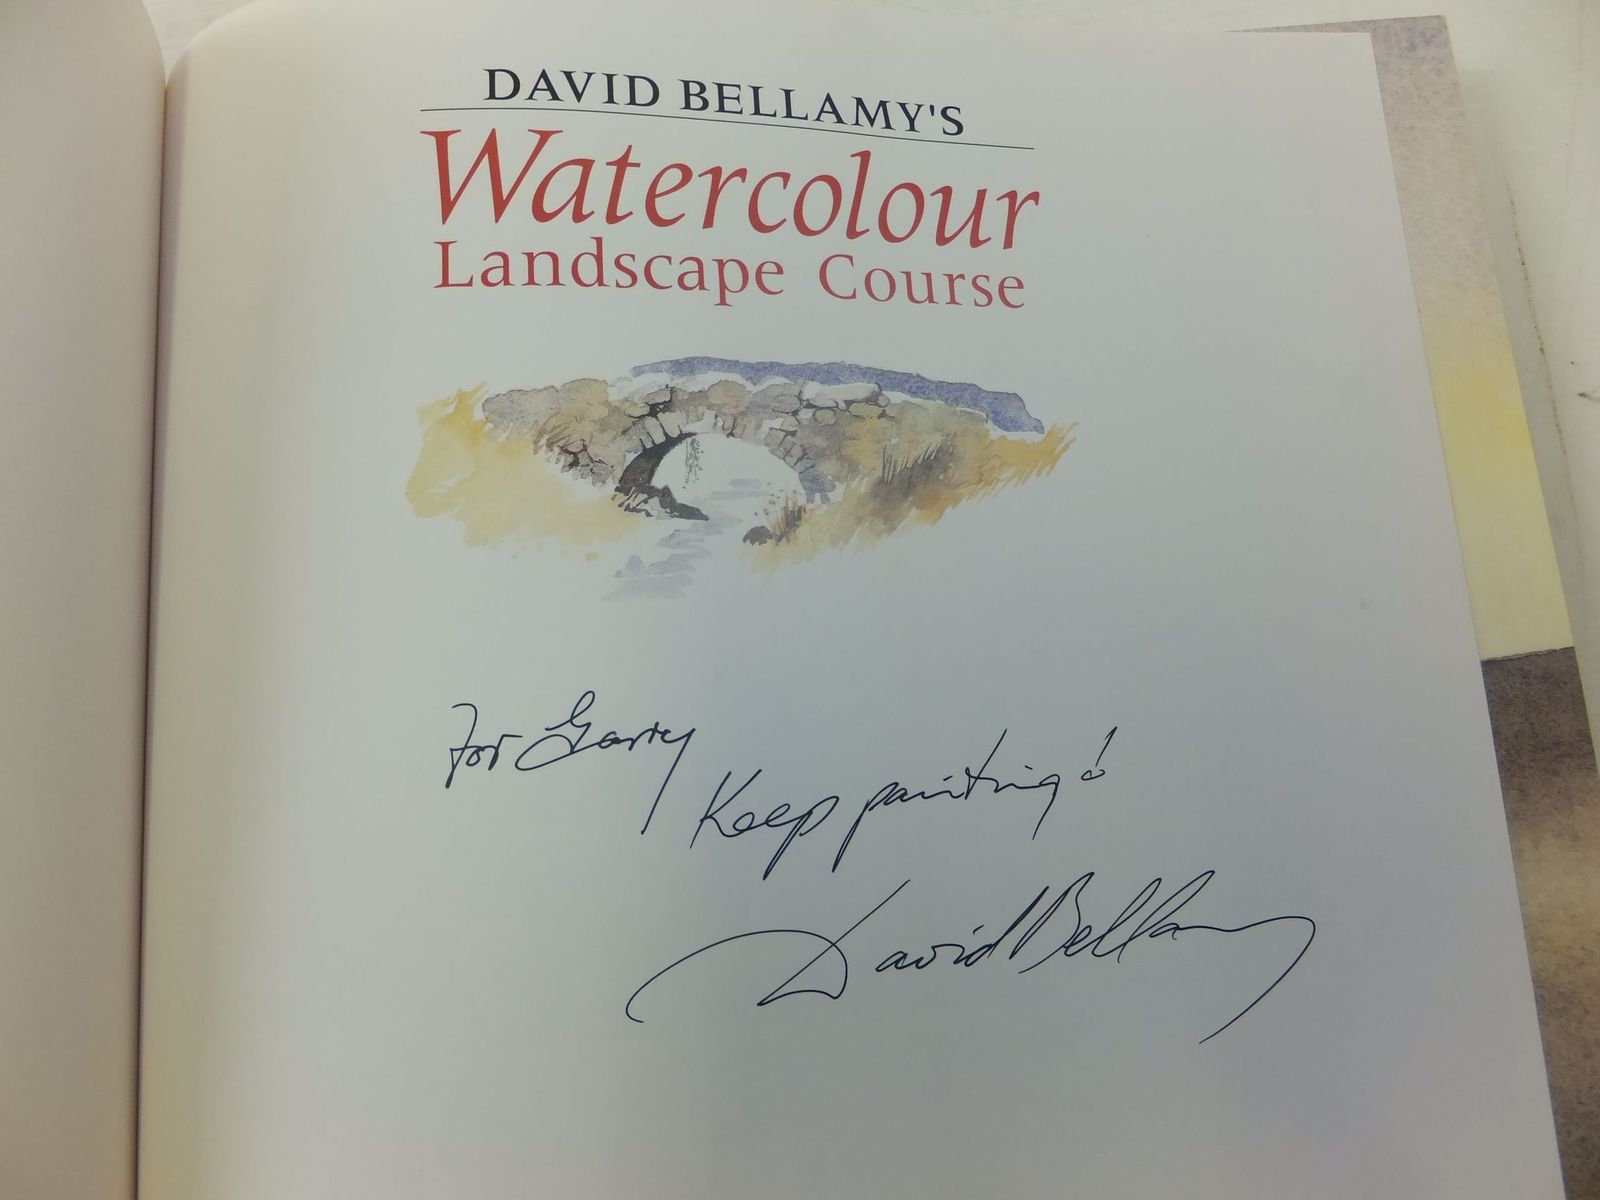 DAVID BELLAMY'S
Watercolour
Landscape Course
For Garry
Keep painting!
David Bellamy